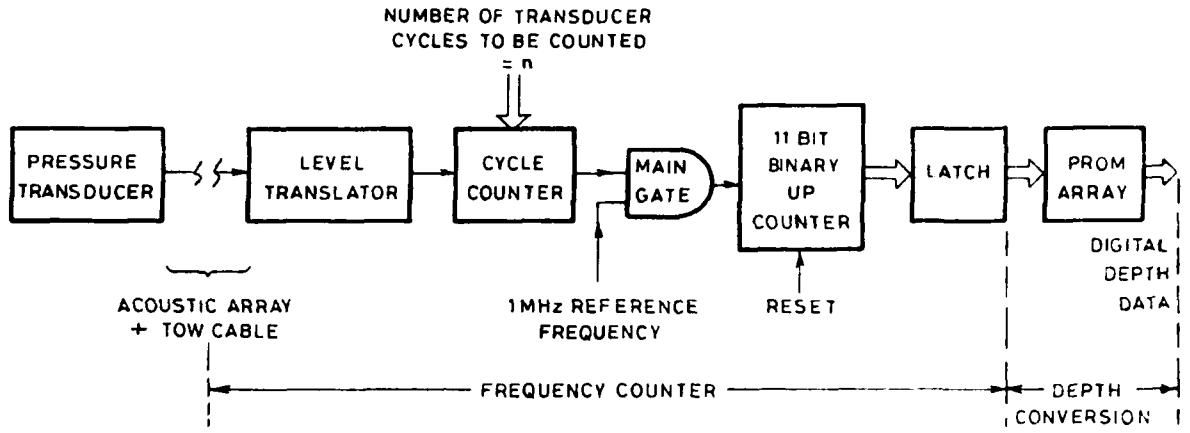 NUMBER OF TRANSDUCER
CYCLES TO BE COUNTED
= n
PRESSURE
TRANSDUCER
LEVEL
TRANSLATOR
CYCLE
COUNTER
MAIN
GATE
11 BIT
BINARY
UP
COUNTER
LATCH
PROM
ARRAY
DIGITAL
DEPTH
DATA
ACOUSTIC ARRAY
+ TOW CABLE
1MHz REFERENCE
FREQUENCY
RESET
FREQUENCY COUNTER
DEPTH
CONVERSION